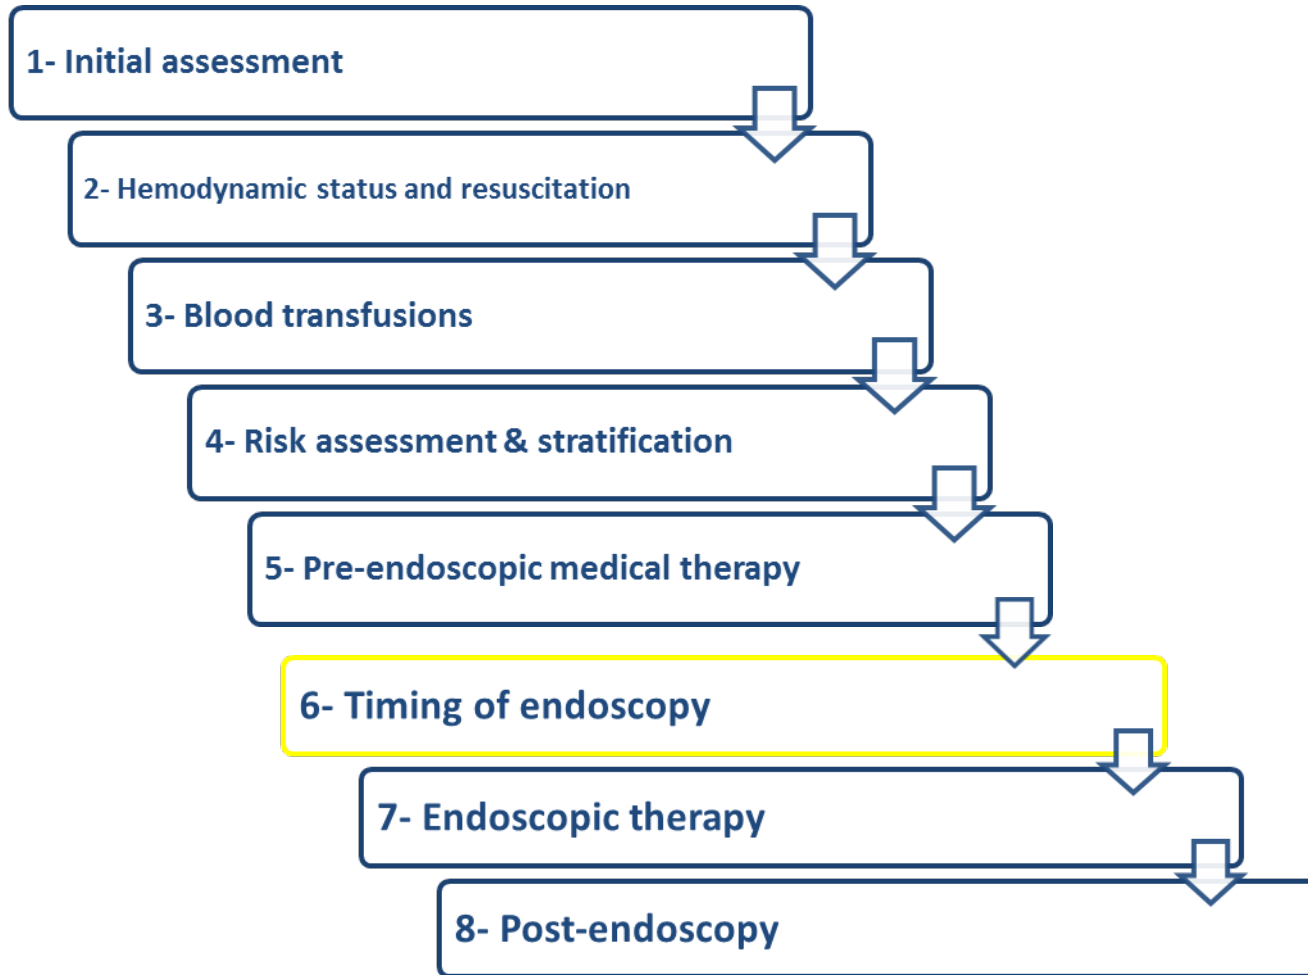 1- Initial assessment
2- Hemodynamic status and resuscitation
3- Blood transfusions
4- Risk assessment & stratification
5- Pre-endoscopic medical therapy
6- Timing of endoscopy
7- Endoscopic therapy
8- Post-endoscopy